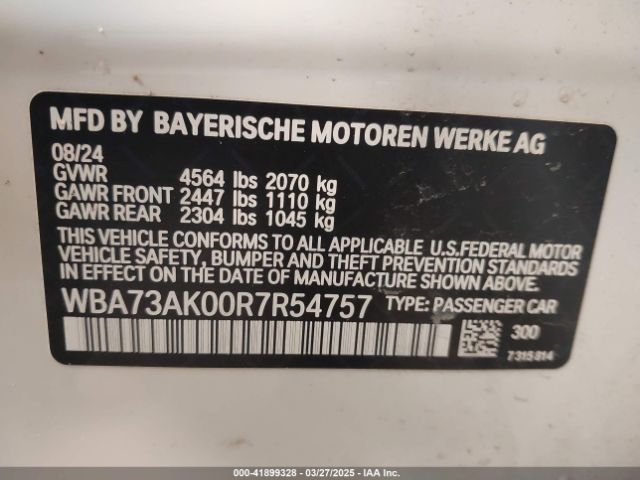 MFD BY BAYERISCHE MOTOREN WERKE AG
08/24
GVWR 4564 lbs 2070 kg
GAWR FRONT 2447 lbs 1110 kg
GAWR REAR 2304 lbs 1045 kg
THIS VEHICLE CONFORMS TO ALL APPLICABLE U.S.FEDERAL MOTOR
VEHICLE SAFETY, BUMPER AND THEFT PREVENTION STANDARDS
IN EFFECT ON THE DATE OF MANUFACTURE SHOWN ABOVE.
WBA73AK00R7R54757 TYPE: PASSENGER CAR
300
7 315 814
000-41899328 | 03/27/2025 | IAA Inc. (IAA)